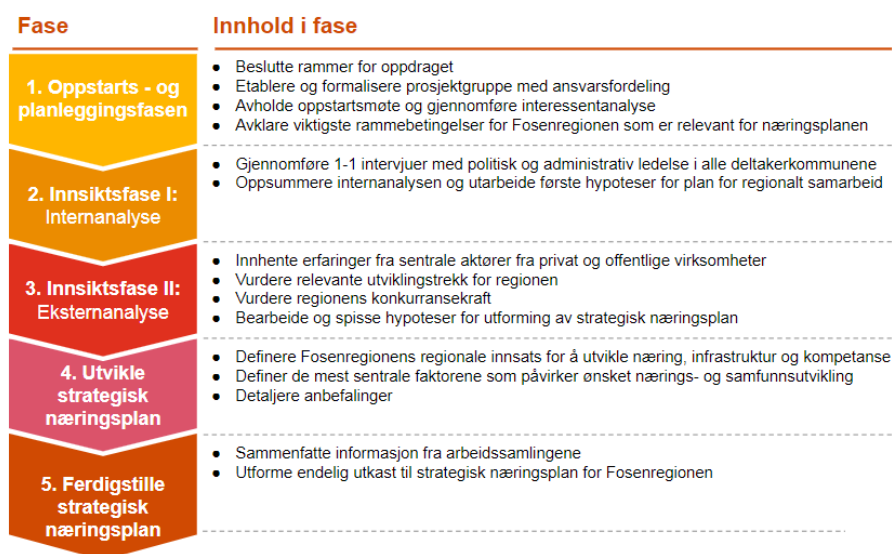 Fase
Innhold i fase
1. Oppstarts - og
planleggingsfasen
● Beslutte rammer for oppdraget
● Etablere og formalisere prosjektgruppe med ansvarsfordeling
● Avholde oppstartsmøte og gjennomføre interessentanalyse
● Avklare viktigste rammebetingelser for Fosenregionen som er relevant for næringsplanen
2. Innsiktsfase I:
Internanalyse
● Gjennomføre 1-1 intervjuer med politisk og administrativ ledelse i alle deltakerkommunene
● Oppsummere internanalysen og utarbeide første hypoteser for plan for regionalt samarbeid
3. Innsiktsfase II:
Eksternanalyse
● Innhente erfaringer fra sentrale aktører fra privat og offentlige virksomheter
● Vurdere relevante utviklingstrekk for regionen
● Vurdere regionens konkurransekraft
● Bearbeide og spisse hypoteser for utforming av strategisk næringsplan
4. Utvikle
strategisk
næringsplan
● Definere Fosenregionens regionale innsats for å utvikle næring, infrastruktur og kompetanse
● Definer de mest sentrale faktorene som påvirker ønsket nærings- og samfunnsutvikling
● Detaljere anbefalinger
5. Ferdigstille
strategisk
næringsplan
● Sammenfatte informasjon fra arbeidssamlingene
● Utforme endelig utkast til strategisk næringsplan for Fosenregionen